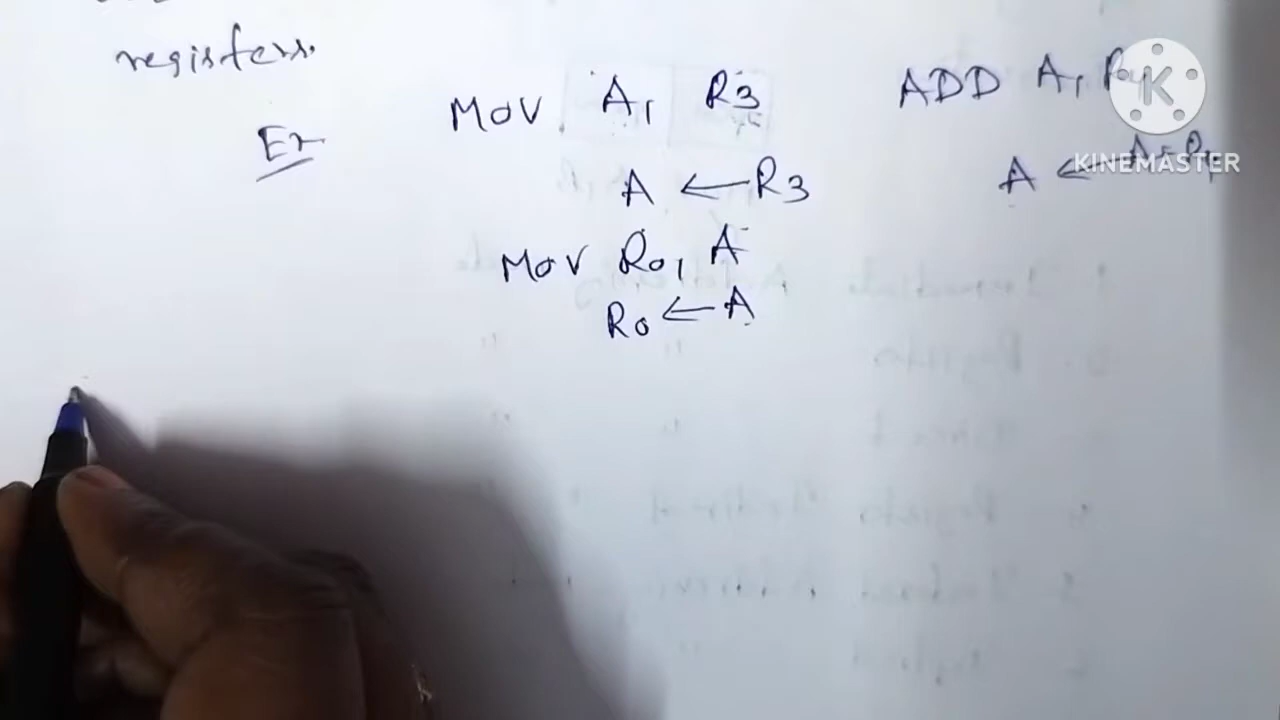 registers.
Ex
MOV A, R3
A ← R3
MOV R0, A
R0 ← A
ADD A,
A ←
KINEMASTER